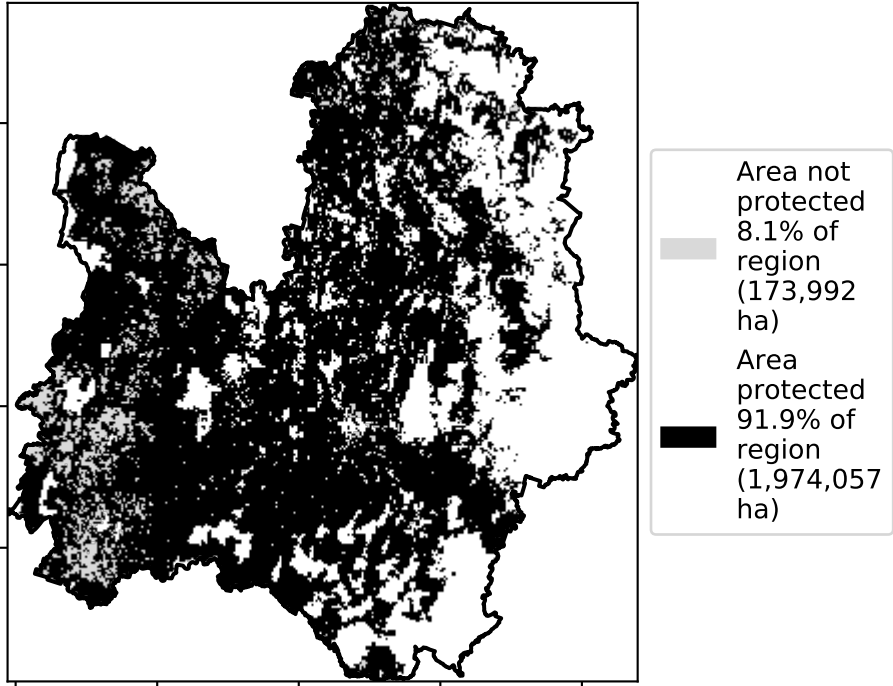 Area not
protected
8.1% of
region
(173,992
ha)
Area
protected
91.9% of
region
(1,974,057
ha)